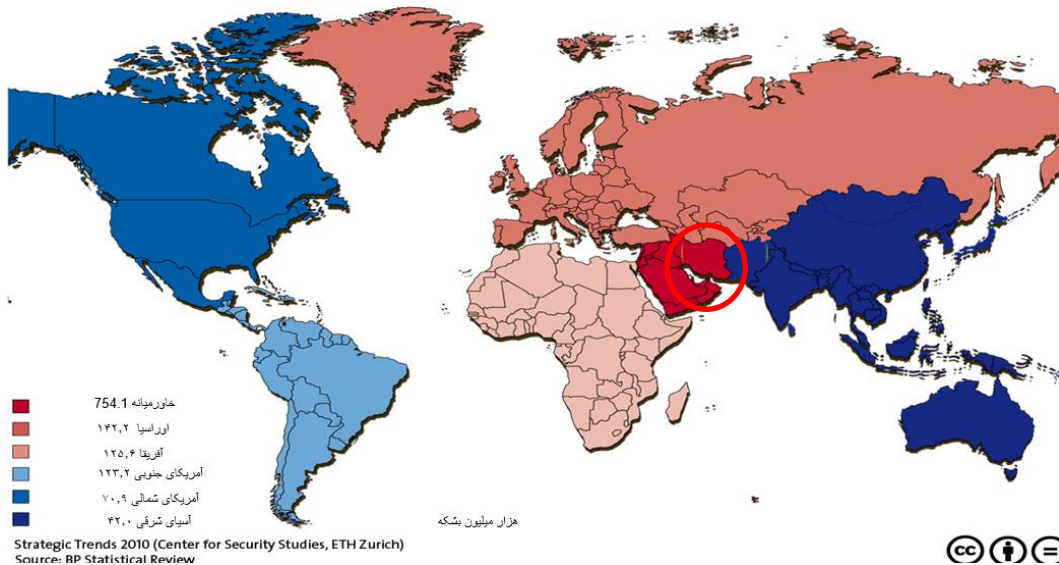 خاورمیانه 754.1
اوراسیا ۱۴۲,۲
آفریقا ۱۲۵,۶
آمریکای جنوبی ۱۲۳,۲
آمریکای شمالی ۷۰,۹
آسیای شرقی ۴۲,۰
هزار میلیون بشکه
Strategic Trends 2010 (Center for Security Studies, ETH Zurich)
Source: BP Statistical Review
cc